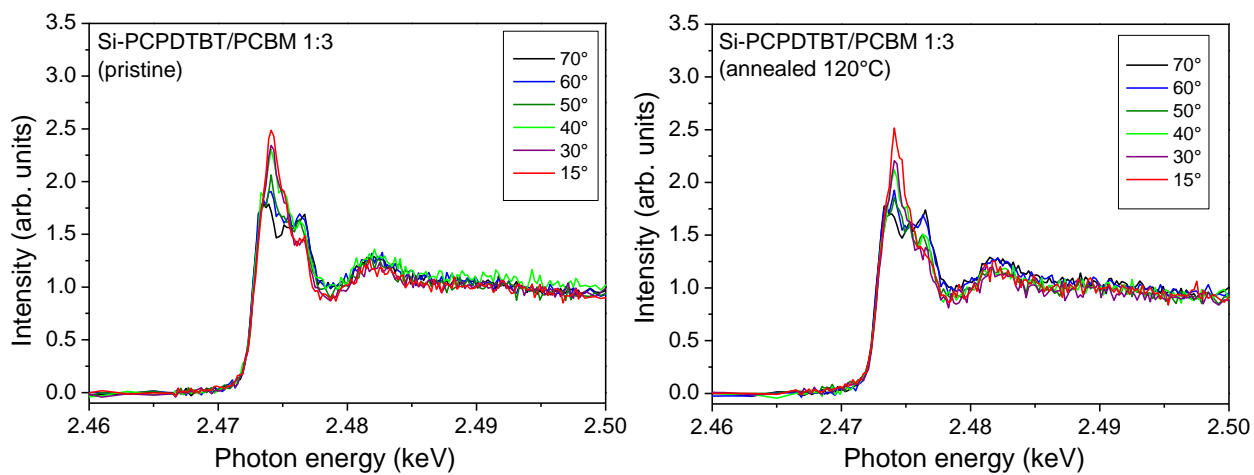 Si-PCPDTBT/PCBM 1:3
(pristine)
70°
60°
50°
40°
30°
15°
3.5
3.0
2.5
2.0
1.5
1.0
0.5
0.0
Intensity (arb. units)
2.46 2.47 2.48 2.49 2.50
Photon energy (keV)
Si-PCPDTBT/PCBM 1:3
(annealed 120°C)
70°
60°
50°
40°
30°
15°
3.5
3.0
2.5
2.0
1.5
1.0
0.5
0.0
Intensity (arb. units)
2.46 2.47 2.48 2.49 2.50
Photon energy (keV)